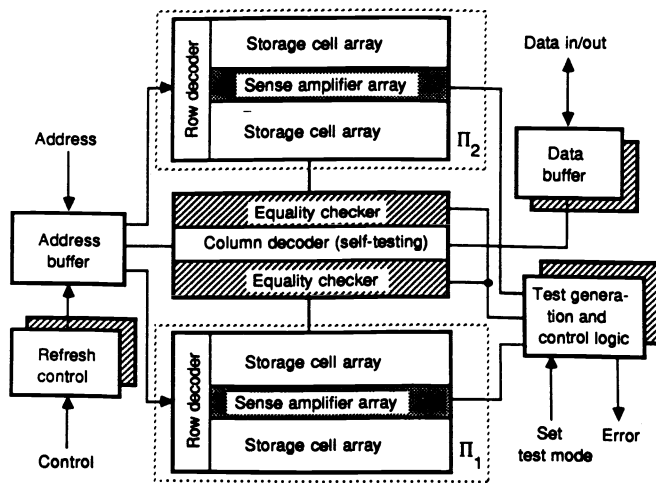 Row decoder
Storage cell array
Sense amplifier array
Storage cell array
Π2
Data in/out
Address
Data
buffer
Address
buffer
Equality checker
Column decoder (self-testing)
Equality checker
Test genera-
tion and
control logic
Refresh
control
Row decoder
Storage cell array
Sense amplifier array
Storage cell array
Π1
Control
Set
test mode
Error